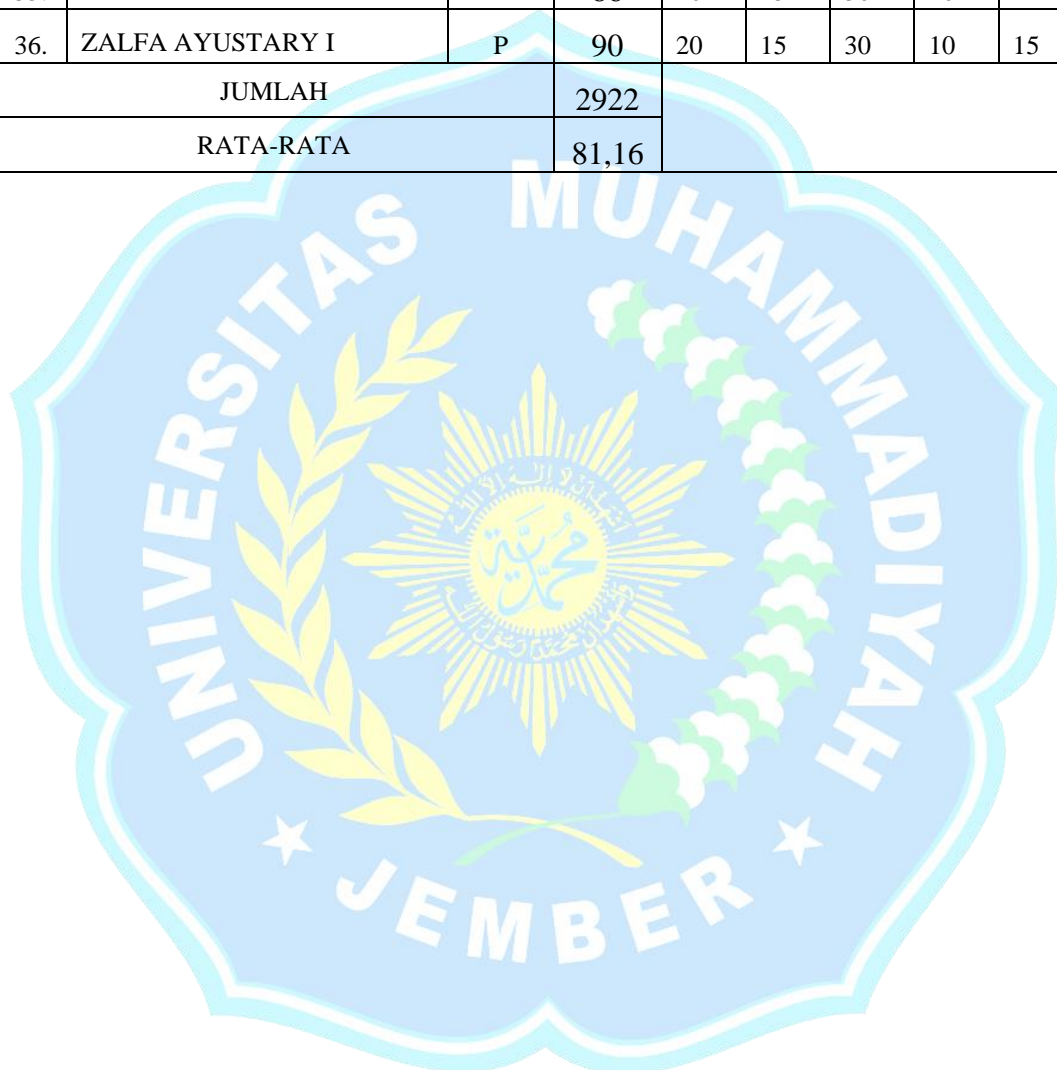 36. ZALFA AYUSTARY I P 90 20 15 30 10 15
JUMLAH 2922
RATA-RATA 81,16
UNIVERSITAS MUHAMMADIYAH
JEMBER